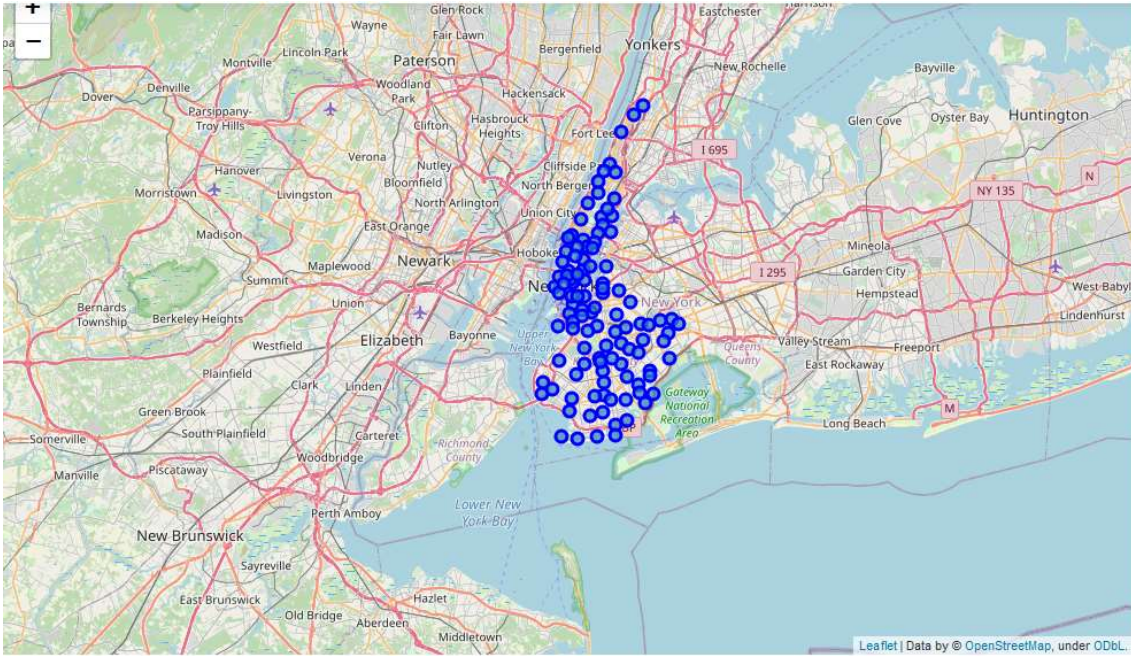 +
−
Glen Rock
Eastchester
Harrison
Wayne
Fair Lawn
Bergenfield
Yonkers
Lincoln Park
Montville
Paterson
New Rochelle
Bayville
Denville
Dover
Woodland
Park
Hackensack
Parsippany-
Troy Hills
Clifton
Hasbrouck
Heights
Fort Lee
Glen Cove
Oyster Bay
Huntington
Verona
Nutley
Cliffside
I 695
Hanover
Bloomfield
North Bergen
Morristown
Livingston
North Arlington
NY 135
N
Union City
East Orange
Madison
Mineola
Maplewood
Newark
Hoboken
I 295
Garden City
Summit
New York
Hempstead
West Babyl
Bernards
Township
Berkeley Heights
Bayonne
Lindenhurst
Elizabeth
Upper
New York
Bay
Queens
County
Valley Stream
Freeport
Westfield
East Rockaway
Plainfield
Clark
Linden
Gateway
National
Recreation
Area
M
Green Brook
Long Beach
Somerville
South Plainfield
Carteret
Richmond
County
Woodbridge
Manville
Piscataway
Lower New
York Bay
Perth Amboy
New Brunswick
Sayreville
East Brunswick
Hazlet
Old Bridge
Aberdeen
Middletown
Leaflet | Data by © OpenStreetMap, under ODbL.